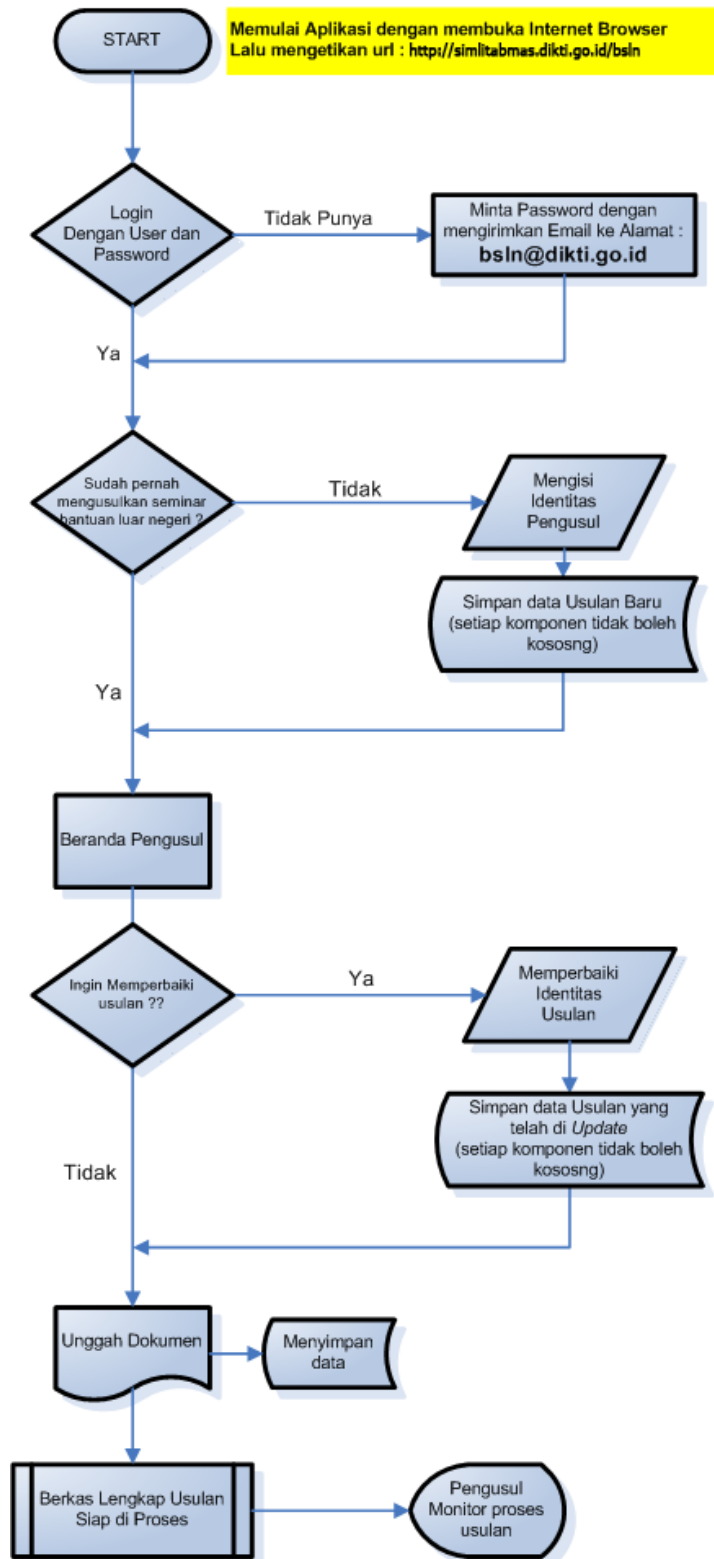 START
Memulai Aplikasi dengan membuka Internet Browser
Lalu mengetikan url : http://simlitabmas.dikti.go.id/bsln
Login
Dengan User dan
Password
Tidak Punya
Minta Password dengan
mengirimkan Email ke Alamat :
bsln@dikti.go.id
Ya
Sudah pernah
mengusulkan seminar
bantuan luar negeri ?
Tidak
Mengisi
Identitas
Pengusul
Simpan data Usulan Baru
(setiap komponen tidak boleh
kososng)
Ya
Beranda Pengusul
Ingin Memperbaiki
usulan ??
Ya
Memperbaiki
Identitas
Usulan
Simpan data Usulan yang
telah di Update
(setiap komponen tidak boleh
kososng)
Tidak
Unggah Dokumen
Menyimpan
data
Berkas Lengkap Usulan
Siap di Proses
Pengusul
Monitor proses
usulan